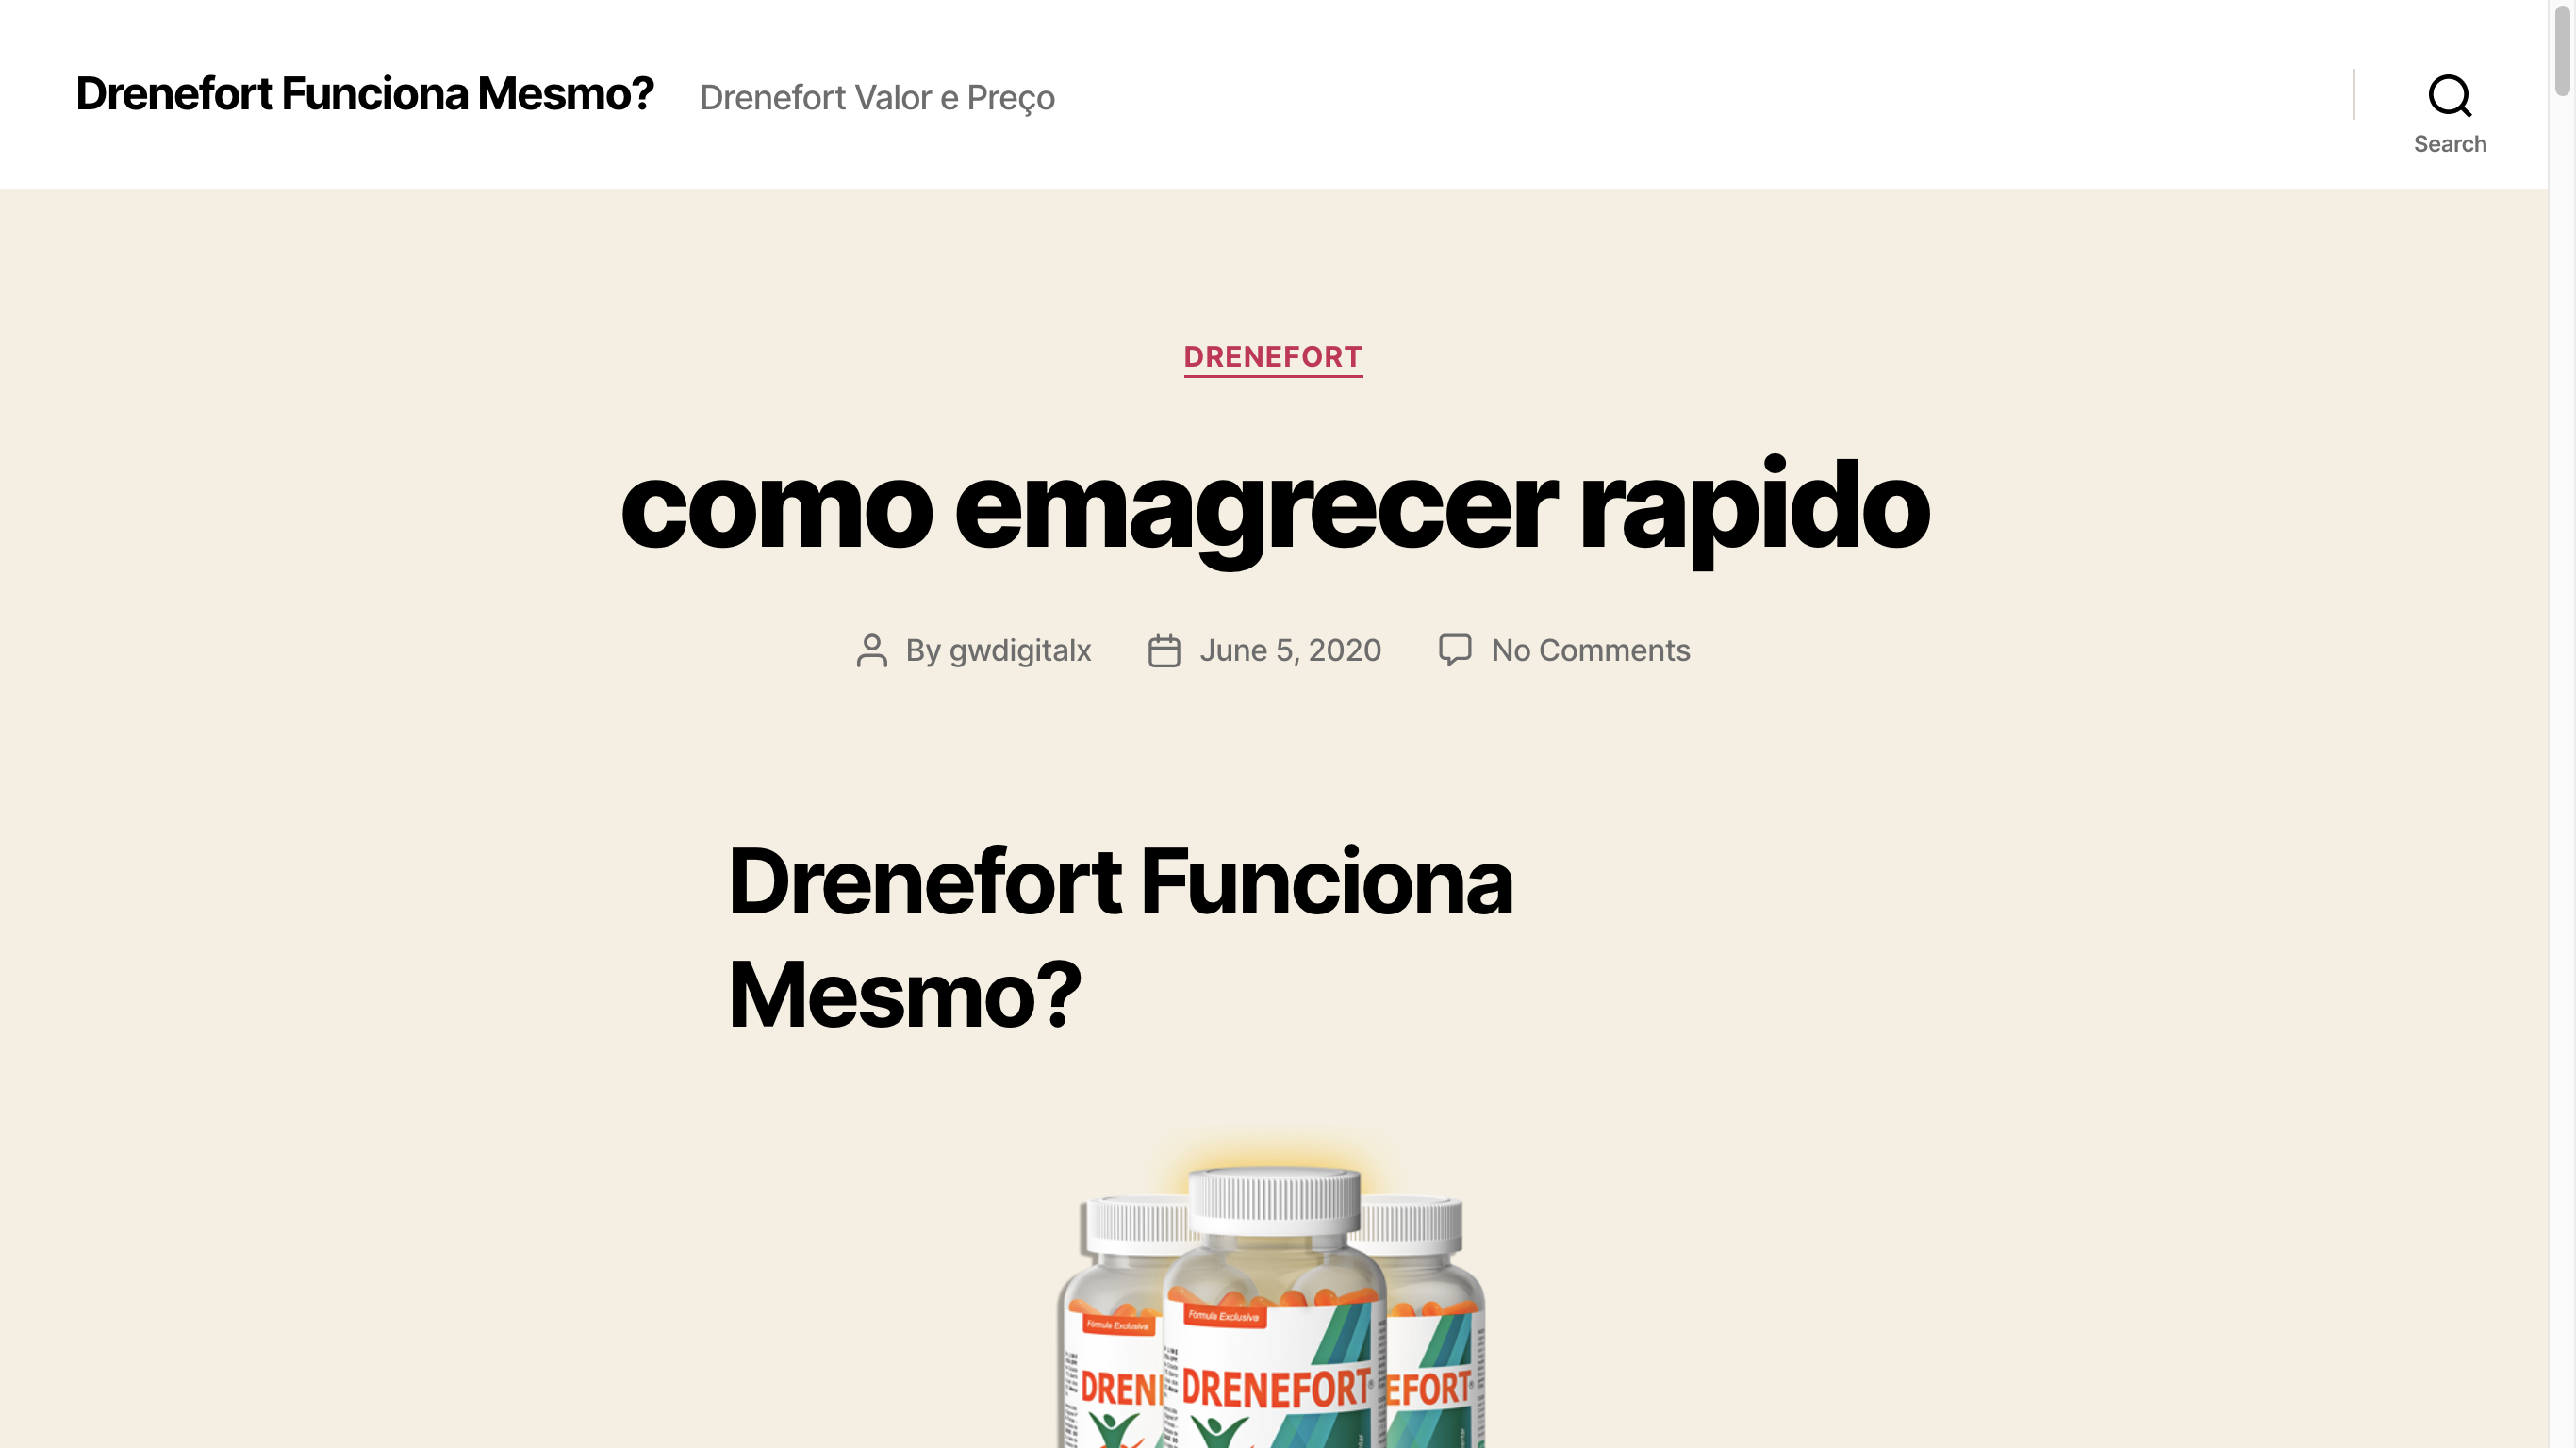 Drenefort Funciona Mesmo?
Drenefort Valor e Preço
Search
DRENEFORT
como emagrecer rapido
By gwdigitalx
June 5, 2020
No Comments
Drenefort Funciona
Mesmo?
Fórmula Exclusiva
Fórmula Exclusiva
DREN
DRENEFORT
EFORT